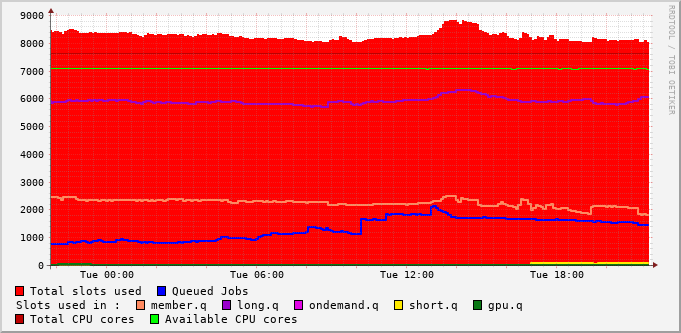 RRDTOOL / TOBI OETIKER
9000
8000
7000
6000
5000
4000
3000
2000
1000
0
Tue 00:00 Tue 06:00 Tue 12:00 Tue 18:00
Total slots used Queued Jobs
Slots used in : member.q long.q ondemand.q short.q gpu.q
Total CPU cores Available CPU cores